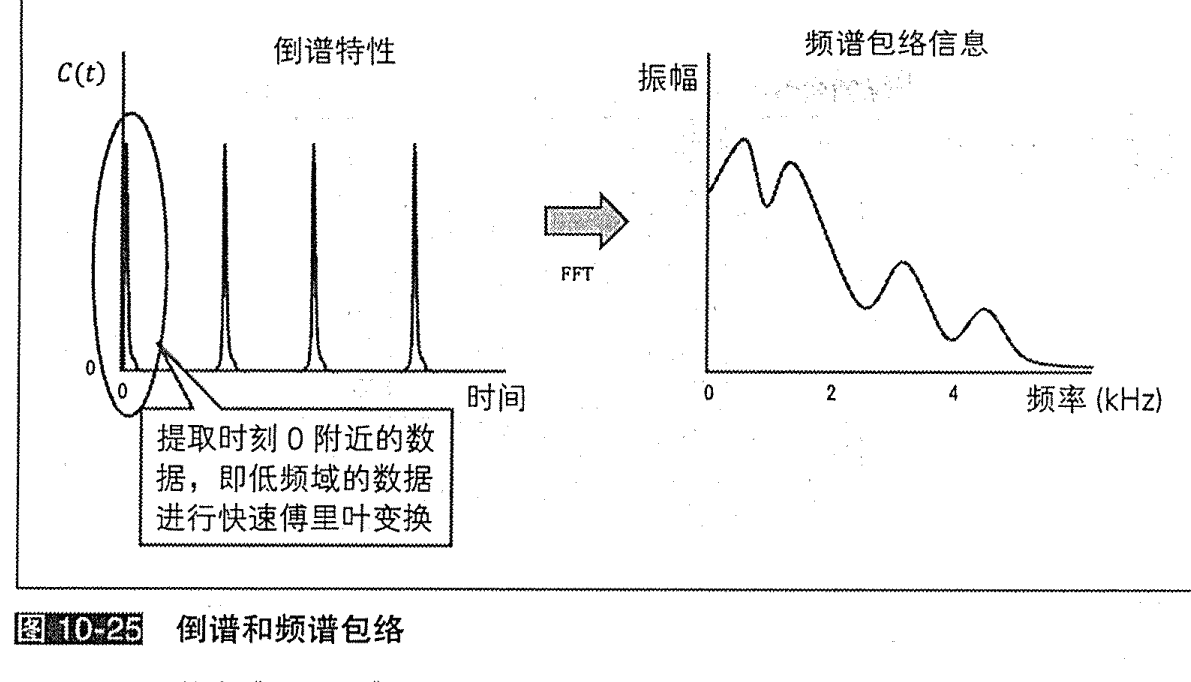 倒谱特性
C(t)
0
0
时间
提取时刻 0 附近的数
据，即低频域的数据
进行快速傅里叶变换
FFT
频谱包络信息
振幅
0 2 4 频率 (kHz)
图 10-25 倒谱和频谱包络